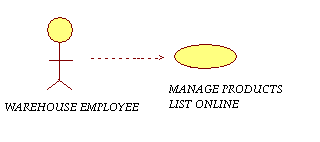 WAREHOUSE EMPLOYEE
MANAGE PRODUCTS
LIST ONLINE